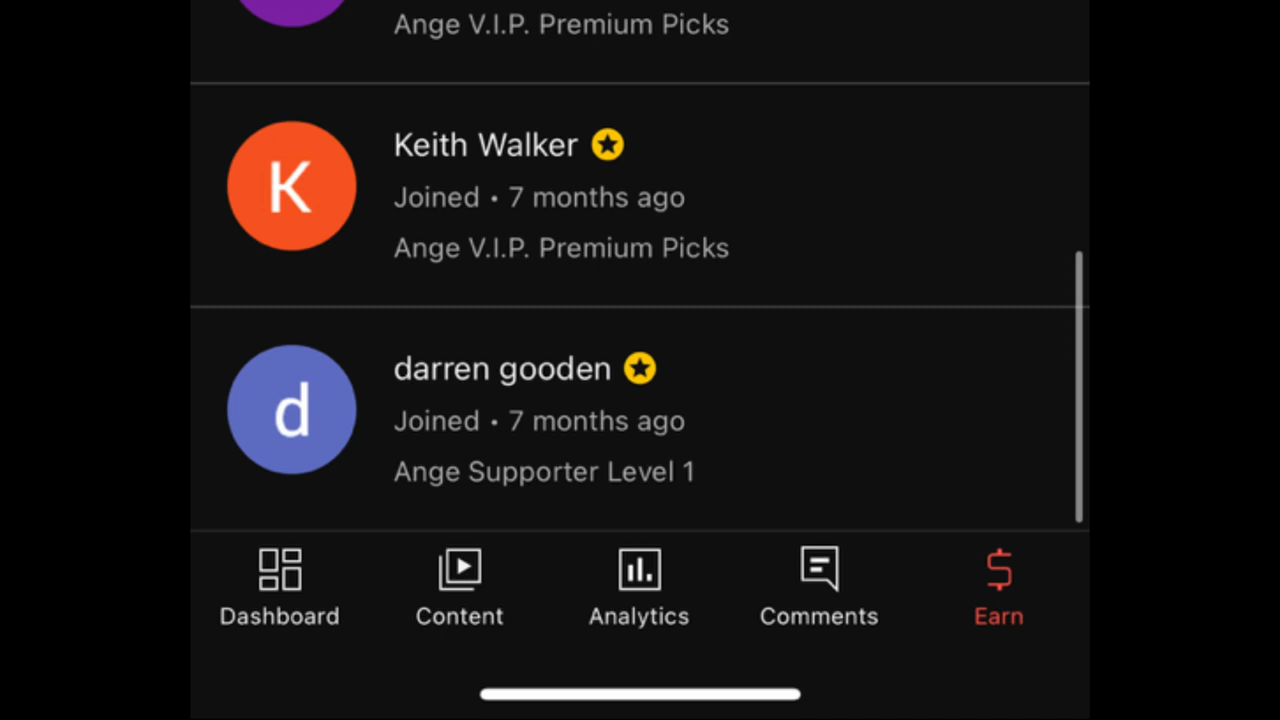 Ange V.I.P. Premium Picks
K
Keith Walker
Joined • 7 months ago
Ange V.I.P. Premium Picks
d
darren gooden
Joined • 7 months ago
Ange Supporter Level 1
Dashboard Content Analytics Comments Earn